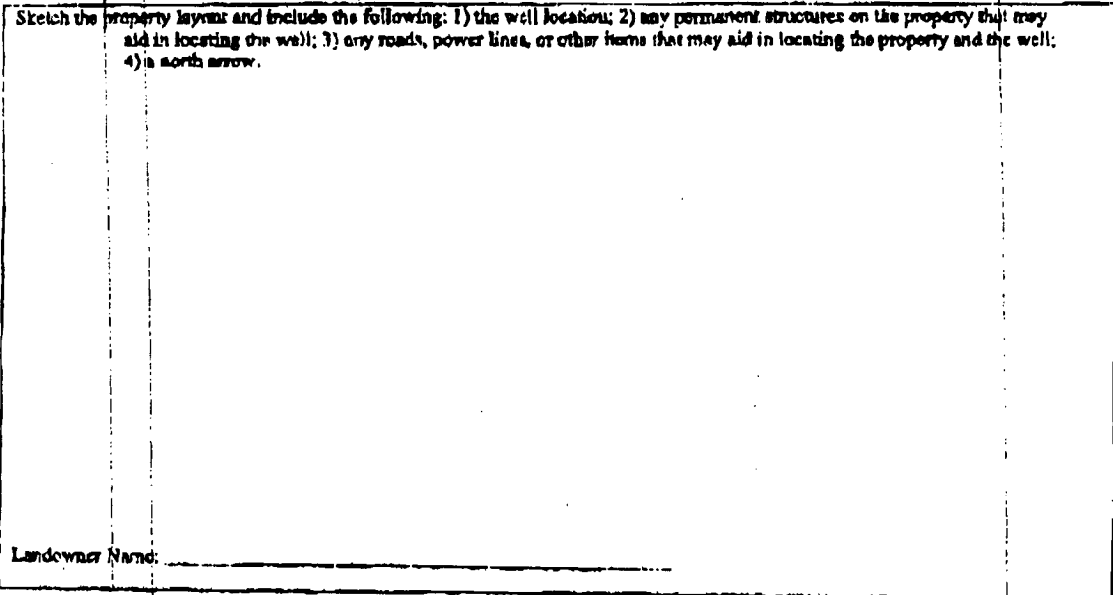 Sketch the property layout and include the following: 1) the well location; 2) any permanent structures on the property that may
aid in locating the well; 3) any roads, power lines, or other items that may aid in locating the property and the well;
4) a north arrow.
Landowner Name: